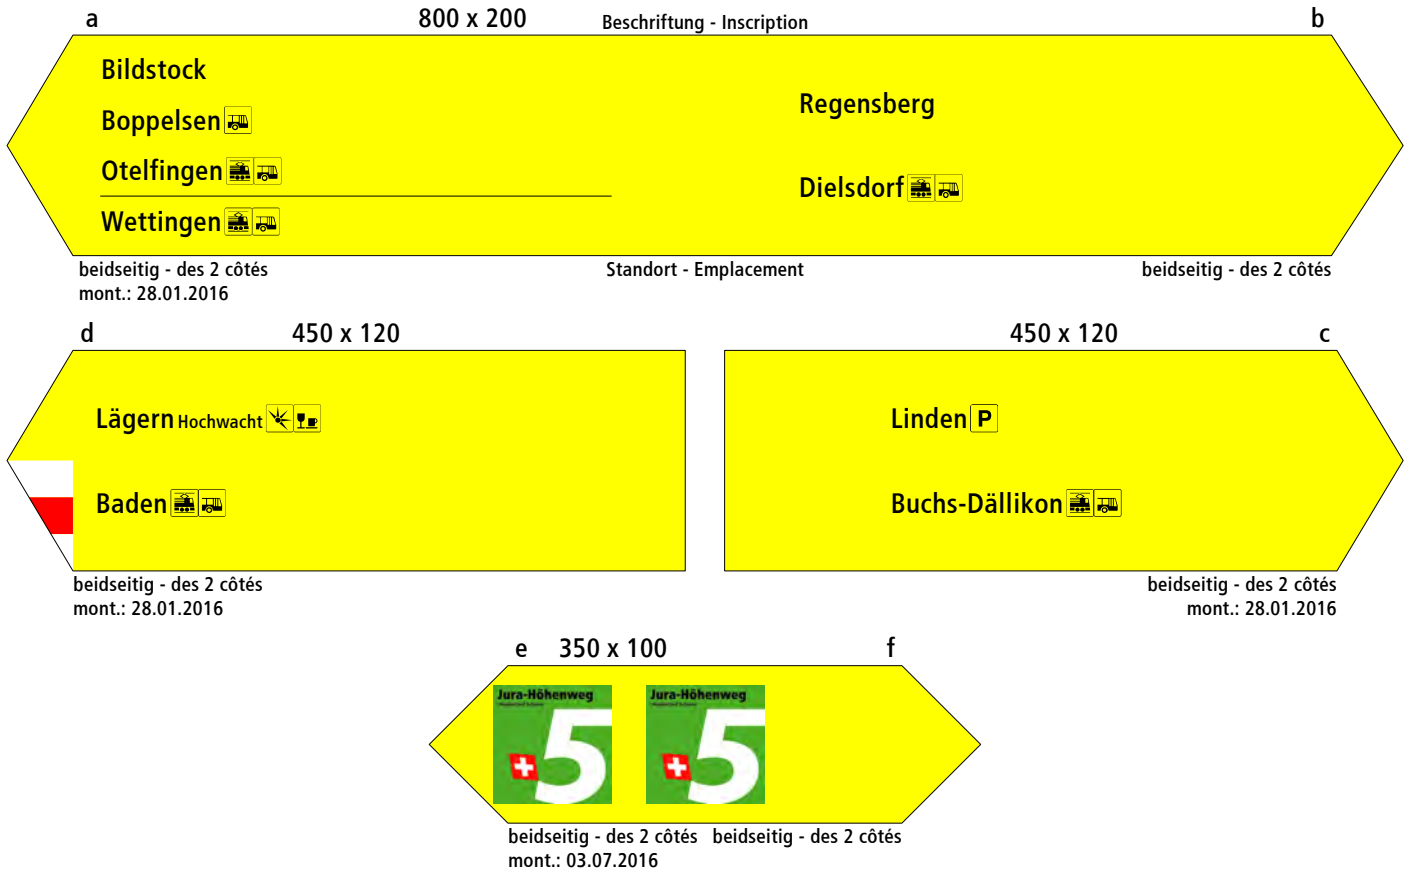 a 800 x 200 Beschriftung - Inscription b
Bildstock
Boppelsen
Otelfingen
Wettingen
Regensberg
Dielsdorf
beidseitig - des 2 côtés Standort - Emplacement beidseitig - des 2 côtés
mont.: 28.01.2016
d 450 x 120
Lägern Hochwacht
Baden
beidseitig - des 2 côtés
mont.: 28.01.2016
450 x 120 c
Linden P
Buchs-Dällikon
beidseitig - des 2 côtés
mont.: 28.01.2016
e 350 x 100 f
Jura-Höhenweg
5
Jura-Höhenweg
5
beidseitig - des 2 côtés beidseitig - des 2 côtés
mont.: 03.07.2016